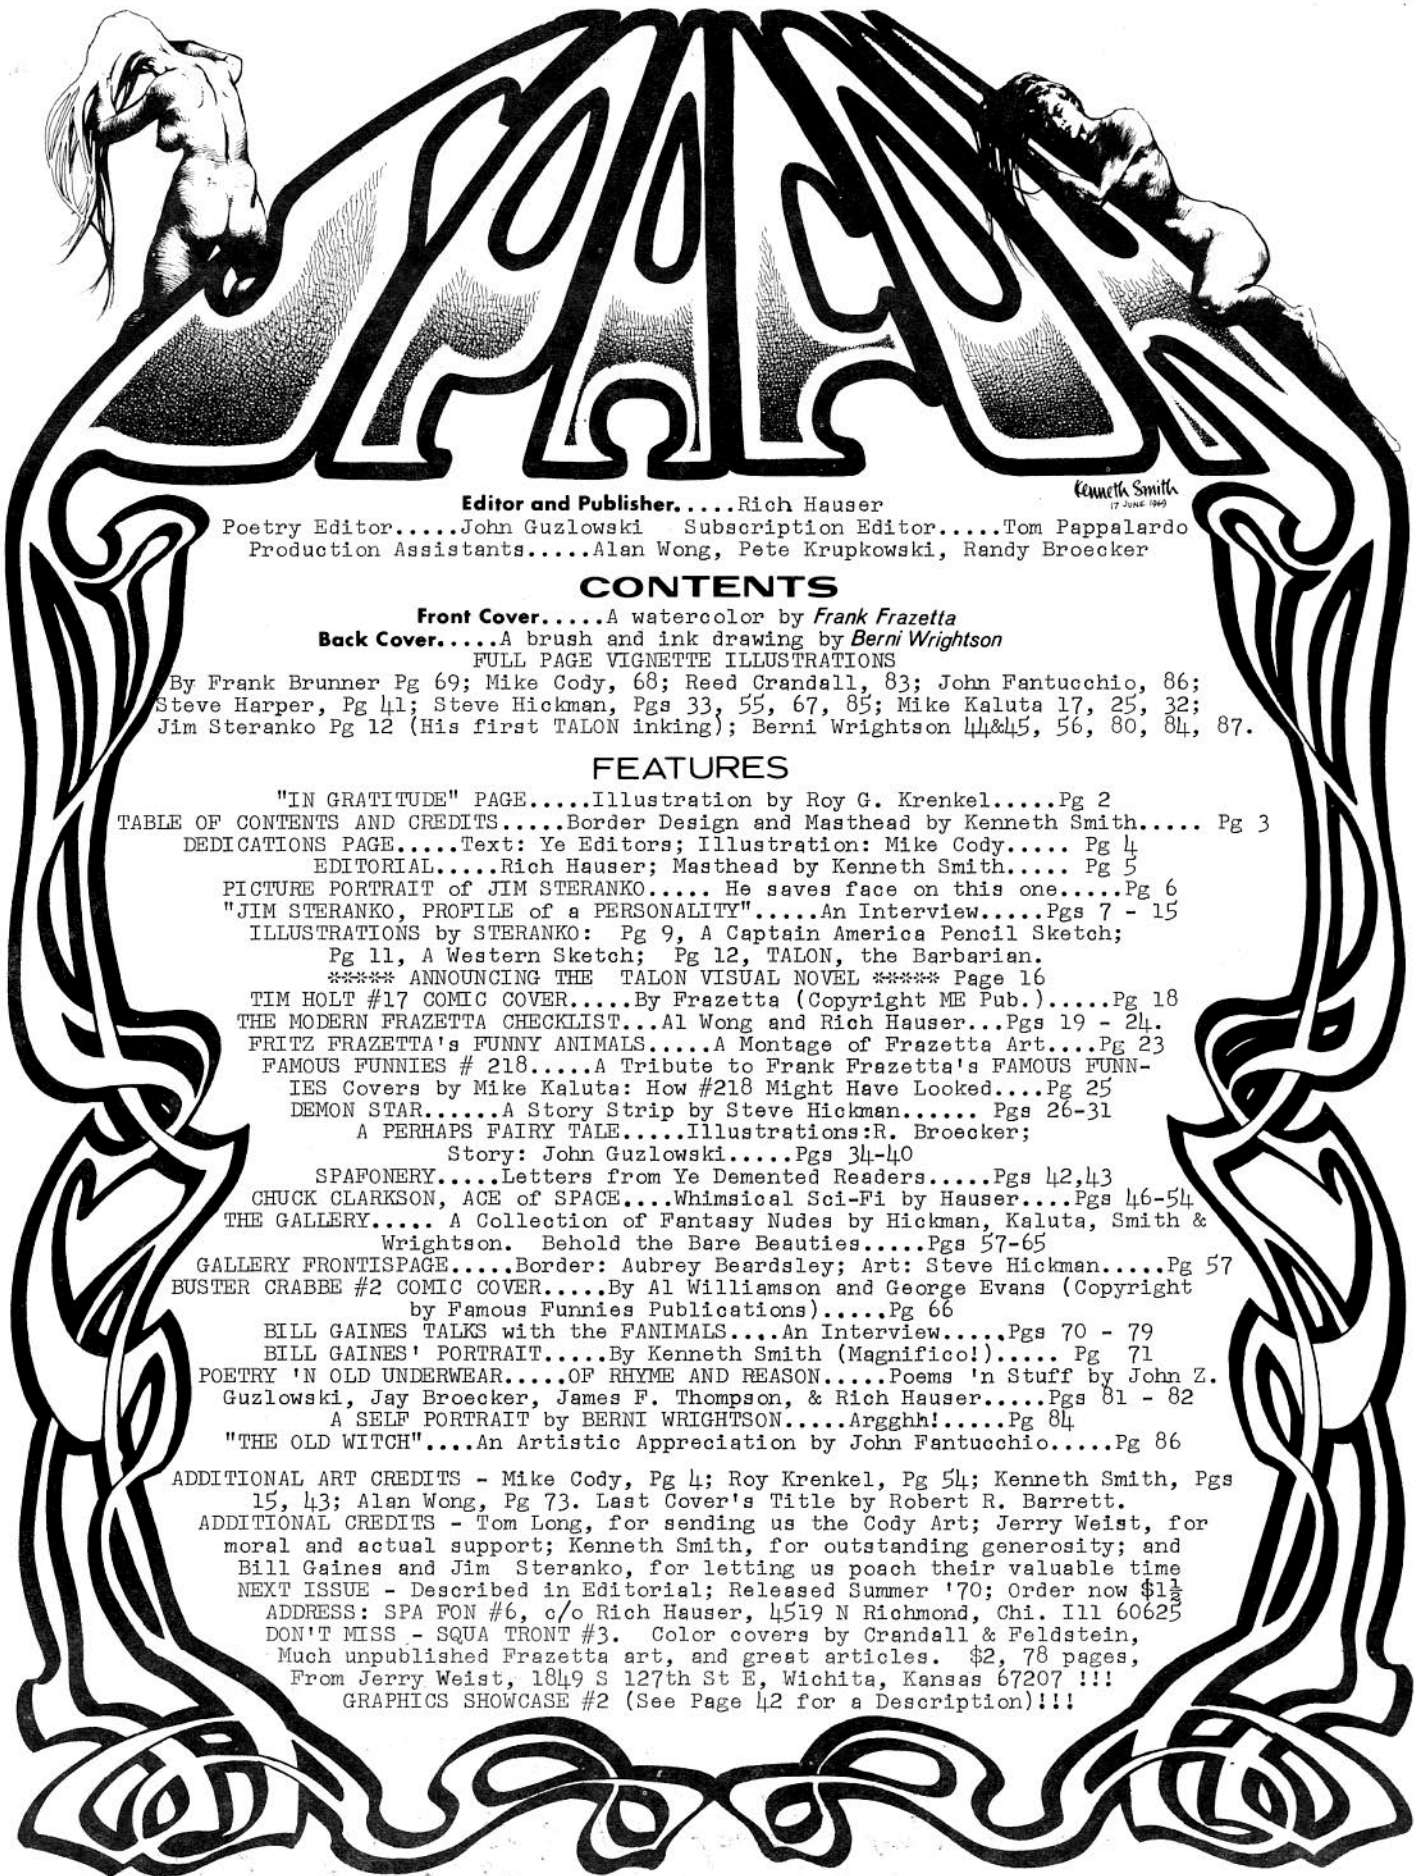 SPA FON
Kenneth Smith
17 JUNE 1969
Editor and Publisher.....Rich Hauser
Poetry Editor.....John Guzlowski Subscription Editor.....Tom Pappalardo
Production Assistants.....Alan Wong, Pete Krupkowski, Randy Broecker
CONTENTS
Front Cover.....A watercolor by Frank Frazetta
Back Cover.....A brush and ink drawing by Berni Wrightson
FULL PAGE VIGNETTE ILLUSTRATIONS
By Frank Brunner Pg 69; Mike Cody, 68; Reed Crandall, 83; John Fantucchio, 86;
Steve Harper, Pg 41; Steve Hickman, Pgs 33, 55, 67, 85; Mike Kaluta 17, 25, 32;
Jim Steranko Pg 12 (His first TALON inking); Berni Wrightson 44&45, 56, 80, 84, 87.
FEATURES
"IN GRATITUDE" PAGE.....Illustration by Roy G. Krenkel.....Pg 2
TABLE OF CONTENTS AND CREDITS.....Border Design and Masthead by Kenneth Smith..... Pg 3
DEDICATIONS PAGE.....Text: Ye Editors; Illustration: Mike Cody..... Pg 4
EDITORIAL.....Rich Hauser; Masthead by Kenneth Smith..... Pg 5
PICTURE PORTRAIT of JIM STERANKO..... He saves face on this one.....Pg 6
"JIM STERANKO, PROFILE of a PERSONALITY".....An Interview.....Pgs 7 - 15
ILLUSTRATIONS by STERANKO: Pg 9, A Captain America Pencil Sketch;
Pg 11, A Western Sketch; Pg 12, TALON, the Barbarian.
***** ANNOUNCING THE TALON VISUAL NOVEL ***** Page 16
TIM HOLT #17 COMIC COVER.....By Frazetta (Copyright ME Pub.).....Pg 18
THE MODERN FRAZETTA CHECKLIST...Al Wong and Rich Hauser...Pgs 19 - 24.
FRITZ FRAZETTA's FUNNY ANIMALS.....A Montage of Frazetta Art....Pg 23
FAMOUS FUNNIES # 218.....A Tribute to Frank Frazetta's FAMOUS FUNN-
IES Covers by Mike Kaluta: How #218 Might Have Looked....Pg 25
DEMON STAR......A Story Strip by Steve Hickman...... Pgs 26-31
A PERHAPS FAIRY TALE.....Illustrations:R. Broecker;
Story: John Guzlowski.....Pgs 34-40
SPAFONERY.....Letters from Ye Demented Readers.....Pgs 42,43
CHUCK CLARKSON, ACE of SPACE....Whimsical Sci-Fi by Hauser....Pgs 46-54
THE GALLERY..... A Collection of Fantasy Nudes by Hickman, Kaluta, Smith &
Wrightson. Behold the Bare Beauties.....Pgs 57-65
GALLERY FRONTISPAGE.....Border: Aubrey Beardsley; Art: Steve Hickman.....Pg 57
BUSTER CRABBE #2 COMIC COVER.....By Al Williamson and George Evans (Copyright
by Famous Funnies Publications).....Pg 66
BILL GAINES TALKS with the FANIMALS....An Interview.....Pgs 70 - 79
BILL GAINES' PORTRAIT.....By Kenneth Smith (Magnifico!)..... Pg 71
POETRY 'N OLD UNDERWEAR.....OF RHYME AND REASON.....Poems 'n Stuff by John Z.
Guzlowski, Jay Broecker, James F. Thompson, & Rich Hauser.....Pgs 81 - 82
A SELF PORTRAIT by BERNI WRIGHTSON.....Argghh!.....Pg 84
"THE OLD WITCH"....An Artistic Appreciation by John Fantucchio.....Pg 86
ADDITIONAL ART CREDITS - Mike Cody, Pg 4; Roy Krenkel, Pg 54; Kenneth Smith, Pgs
15, 43; Alan Wong, Pg 73. Last Cover's Title by Robert R. Barrett.
ADDITIONAL CREDITS - Tom Long, for sending us the Cody Art; Jerry Weist, for
moral and actual support; Kenneth Smith, for outstanding generosity; and
Bill Gaines and Jim Steranko, for letting us poach their valuable time
NEXT ISSUE - Described in Editorial; Released Summer '70; Order now $1½
ADDRESS: SPA FON #6, c/o Rich Hauser, 4519 N Richmond, Chi. Ill 60625
DON'T MISS - SQUA TRONT #3. Color covers by Crandall & Feldstein,
Much unpublished Frazetta art, and great articles. $2, 78 pages,
From Jerry Weist, 1849 S 127th St E, Wichita, Kansas 67207 !!!
GRAPHICS SHOWCASE #2 (See Page 42 for a Description)!!!